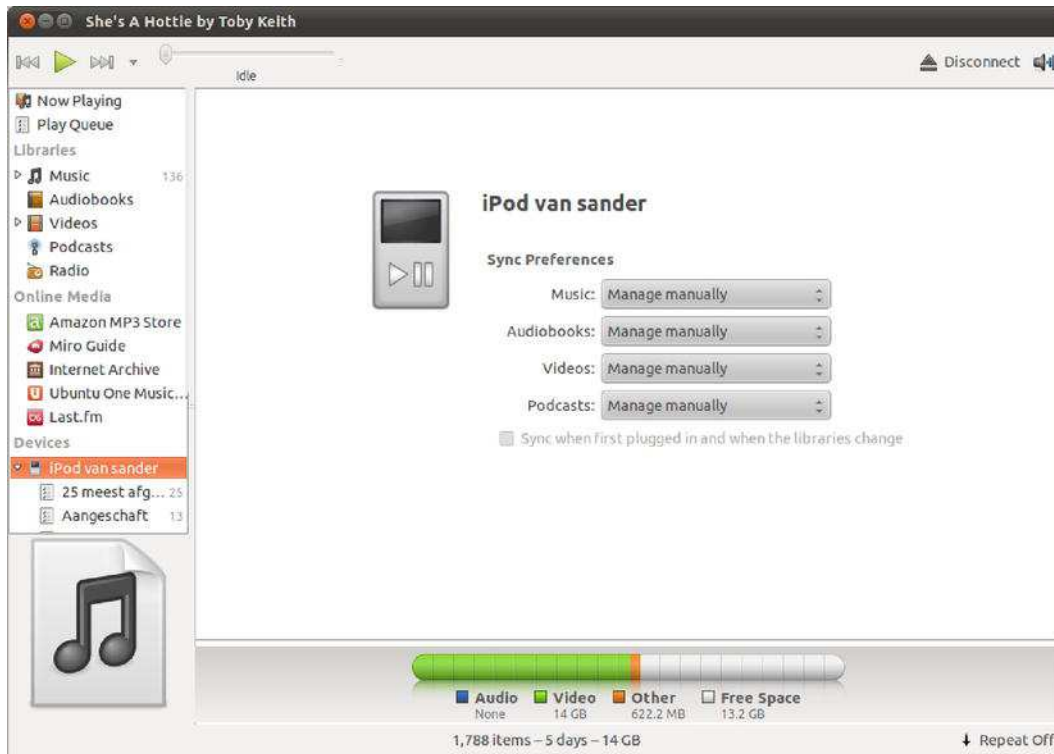 She's A Hottie by Toby Keith
Idle
Disconnect
Now Playing
Play Queue
Libraries
Music 136
Audiobooks
Videos
Podcasts
Radio
Online Media
Amazon MP3 Store
Miro Guide
Internet Archive
Ubuntu One Music...
Last.fm
Devices
iPod van sander
25 meest afg... 25
Aangeschaft 13
iPod van sander
Sync Preferences
Music: Manage manually
Audiobooks: Manage manually
Videos: Manage manually
Podcasts: Manage manually
Sync when first plugged in and when the libraries change
Audio Video Other Free Space
None 14 GB 622.2 MB 13.2 GB
1,788 items – 5 days – 14 GB
Repeat Off